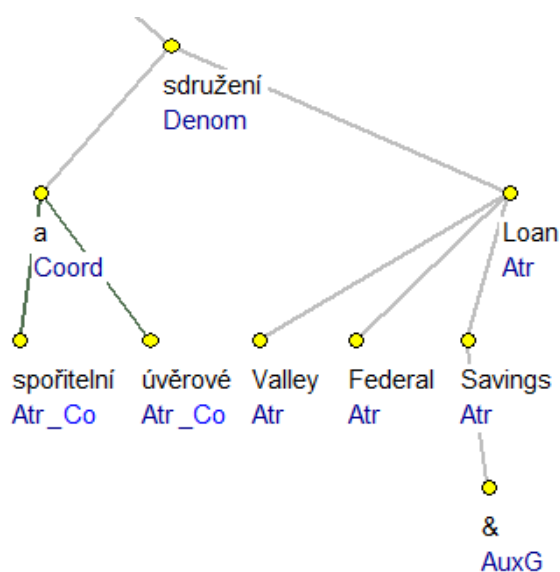 sdružení
Denom
a
Coord
Loan
Atr
spořitelní
Atr_Co
úvěrové
Atr_Co
Valley
Atr
Federal
Atr
Savings
Atr
&
AuxG